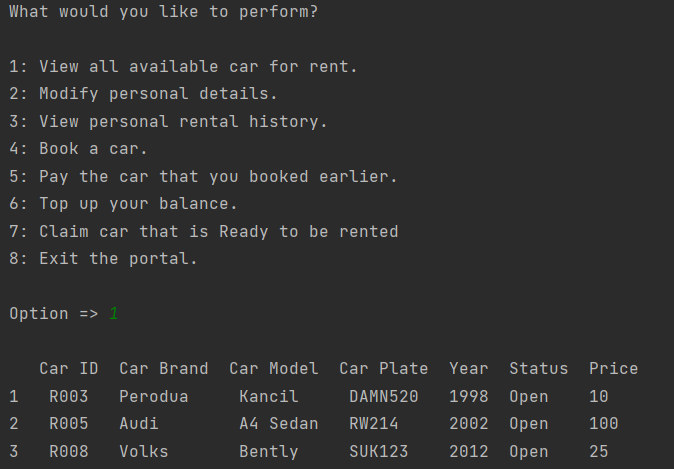 What would you like to perform?
1: View all available car for rent.
2: Modify personal details.
3: View personal rental history.
4: Book a car.
5: Pay the car that you booked earlier.
6: Top up your balance.
7: Claim car that is Ready to be rented
8: Exit the portal.
Option => 1
Car ID Car Brand Car Model Car Plate Year Status Price
1 R003 Perodua Kancil DAMN520 1998 Open 10
2 R005 Audi A4 Sedan RW214 2002 Open 100
3 R008 Volks Bently SUK123 2012 Open 25